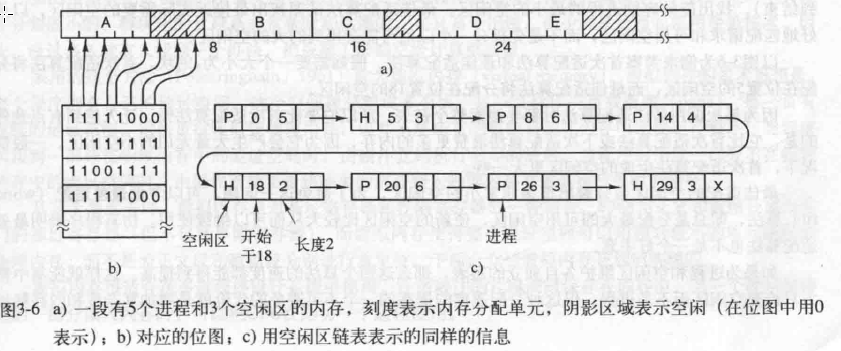 A B C D E
8 16 24
a)
11111000
11111111
11001111
11111000
b)
P 0 5 H 5 3 P 8 6 P 14 4
H 18 2 P 20 6 P 26 3 H 29 3 X
空闲区 开始于18 长度2 进程
c)
图3-6 a) 一段有5个进程和3个空闲区的内存，刻度表示内存分配单元，阴影区域表示空闲（在位图中用0
表示）；b) 对应的位图；c) 用空闲区链表表示的同样的信息